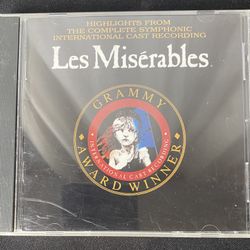 HIGHLIGHTS FROM
THE COMPLETE SYMPHONIC
INTERNATIONAL CAST RECORDING
Les Misérables
GRAMMY
INTERNATIONAL CAST RECORDING
AWARD WINNER